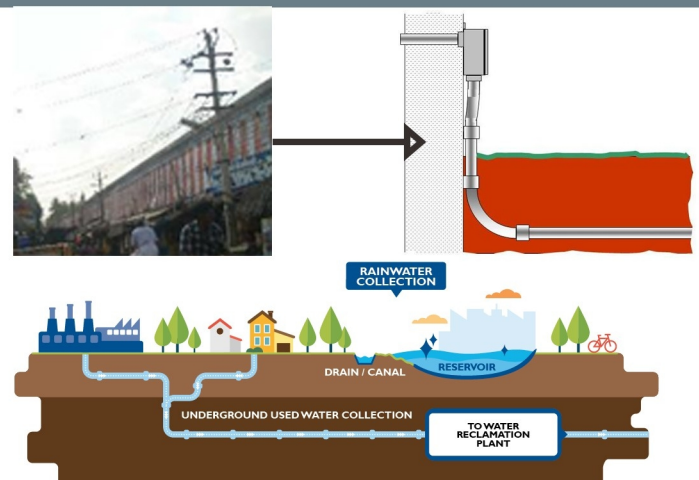 RAINWATER
COLLECTION
DRAIN / CANAL
RESERVOIR
UNDERGROUND USED WATER COLLECTION
TO WATER
RECLAMATION
PLANT